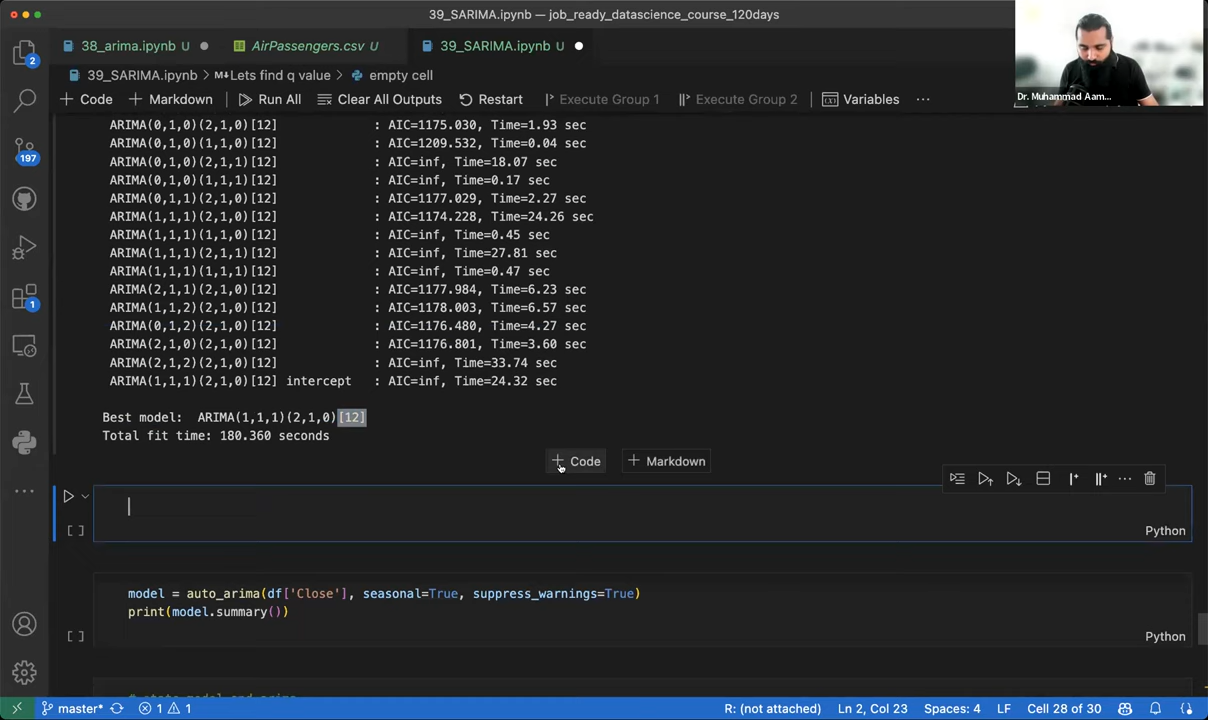 39_SARIMA.ipynb — job_ready_datascience_course_120days
38_arima.ipynb U
AirPassengers.csv U
39_SARIMA.ipynb U
39_SARIMA.ipynb > M↓Lets find q value > empty cell
+ Code + Markdown Run All Clear All Outputs Restart Execute Group 1 Execute Group 2 Variables ...
Dr. Muhammad Aam...
2
197
1
ARIMA(0,1,0)(2,1,0)[12] : AIC=1175.030, Time=1.93 sec
ARIMA(0,1,0)(1,1,0)[12] : AIC=1209.532, Time=0.04 sec
ARIMA(0,1,0)(2,1,1)[12] : AIC=inf, Time=18.07 sec
ARIMA(0,1,0)(1,1,1)[12] : AIC=inf, Time=0.17 sec
ARIMA(0,1,1)(2,1,0)[12] : AIC=1177.029, Time=2.27 sec
ARIMA(1,1,1)(2,1,0)[12] : AIC=1174.228, Time=24.26 sec
ARIMA(1,1,1)(1,1,0)[12] : AIC=inf, Time=0.45 sec
ARIMA(1,1,1)(2,1,1)[12] : AIC=inf, Time=27.81 sec
ARIMA(1,1,1)(1,1,1)[12] : AIC=inf, Time=0.47 sec
ARIMA(2,1,1)(2,1,0)[12] : AIC=1177.984, Time=6.23 sec
ARIMA(1,1,2)(2,1,0)[12] : AIC=1178.003, Time=6.57 sec
ARIMA(0,1,2)(2,1,0)[12] : AIC=1176.480, Time=4.27 sec
ARIMA(2,1,0)(2,1,0)[12] : AIC=1176.801, Time=3.60 sec
ARIMA(2,1,2)(2,1,0)[12] : AIC=inf, Time=33.74 sec
ARIMA(1,1,1)(2,1,0)[12] intercept : AIC=inf, Time=24.32 sec
Best model: ARIMA(1,1,1)(2,1,0)[12]
Total fit time: 180.360 seconds
+ Code + Markdown
[ ]
Python
model = auto_arima(df['Close'], seasonal=True, suppress_warnings=True)
print(model.summary())
[ ]
Python
master* 1 1 R: (not attached) Ln 2, Col 23 Spaces: 4 LF Cell 28 of 30